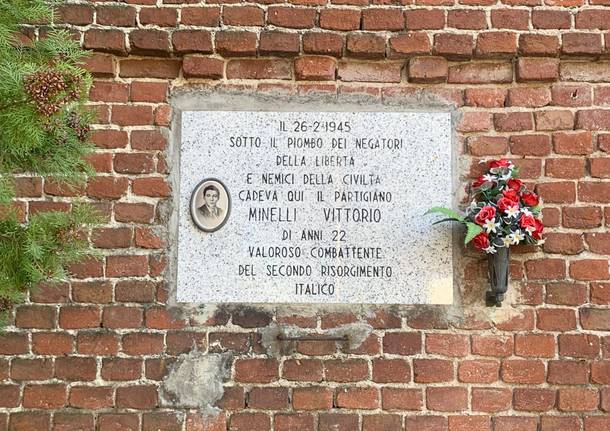 IL 26-2-1945
SOTTO IL PIOMBO DEI NEGATORI
DELLA LIBERTÀ
E NEMICI DELLA CIVILTÀ
CADEVA QUI IL PARTIGIANO
MINELLI VITTORIO
DI ANNI 22
VALOROSO COMBATTENTE
DEL SECONDO RISORGIMENTO
ITALICO